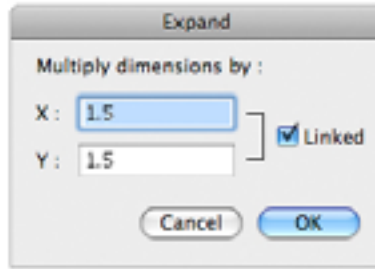 Expand
Multiply dimensions by :
X : 1.5
Linked
Y : 1.5
Cancel OK